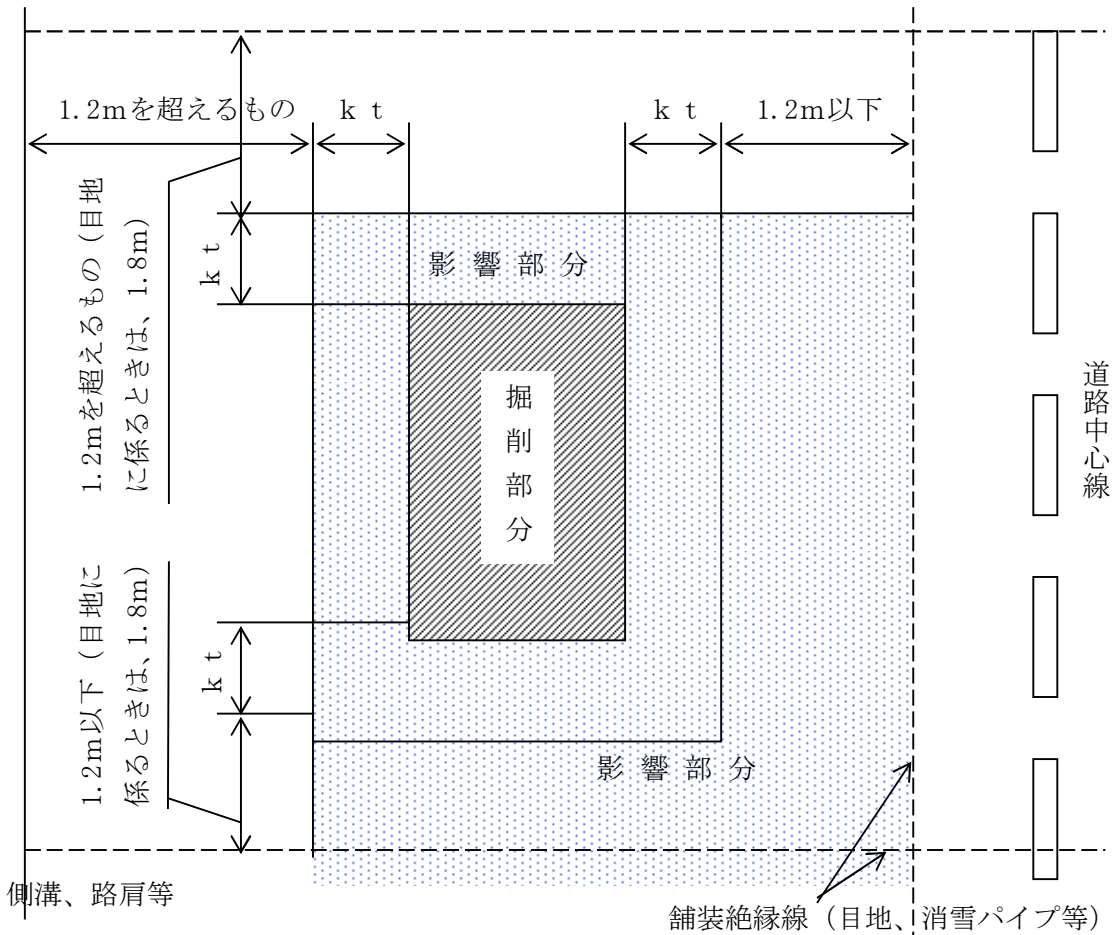 1.2mを超えるもの
k t
k t
1.2m以下
1.2mを超えるもの（目地
に係るときは、1.8m）
k t
影響部分
掘削部分
道路中心線
1.2m以下（目地に
係るときは、1.8m）
k t
影響部分
側溝、路肩等
舗装絶縁線（目地、消雪パイプ等）